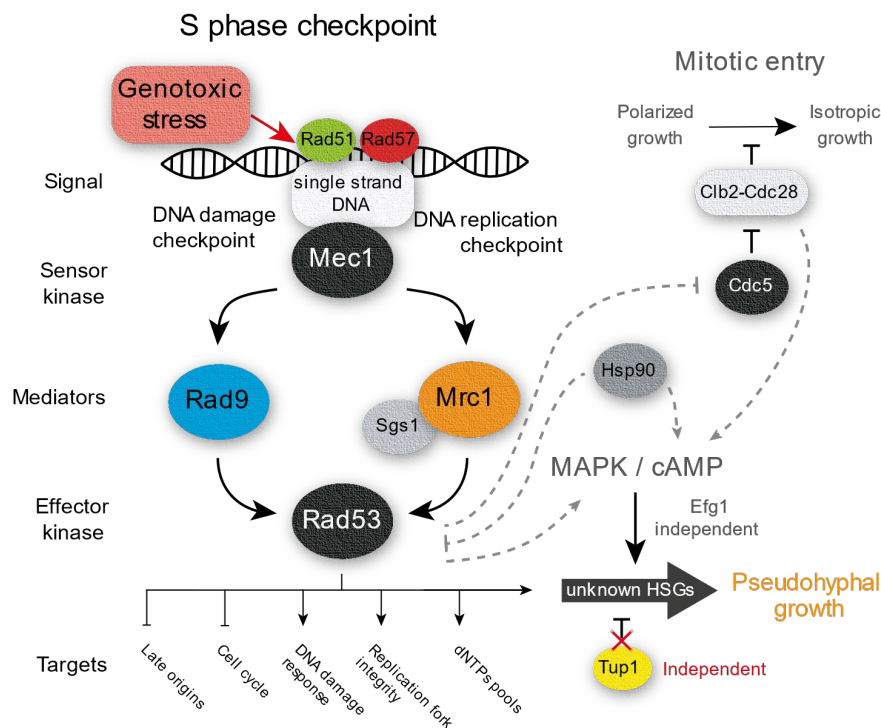 S phase checkpoint
Genotoxic
stress
Rad51
Rad57
Signal
single strand
DNA
DNA damage
checkpoint
DNA replication
checkpoint
Sensor
kinase
Mec1
Mediators
Rad9
Sgs1
Mrc1
Effector
kinase
Rad53
Targets
Late origins
Cell cycle
DNA damage
response
Replication fork
integrity
dNTPs pools
Mitotic entry
Polarized
growth
Isotropic
growth
Clb2-Cdc28
Cdc5
Hsp90
MAPK / cAMP
Efg1
independent
unknown HSGs
Pseudohyphal
growth
Tup1
Independent